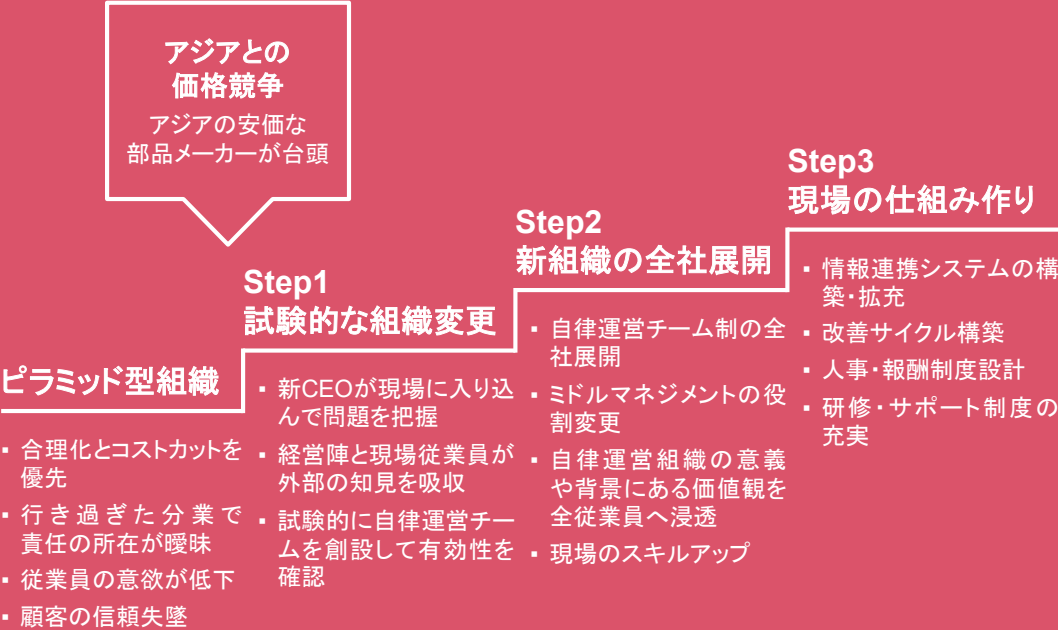 アジアとの
価格競争
アジアの安価な
部品メーカーが台頭
ピラミッド型組織
▪ 合理化とコストカットを
優先
▪ 行き過ぎた分業で
責任の所在が曖昧
▪ 従業員の意欲が低下
▪ 顧客の信頼失墜
Step1
試験的な組織変更
▪ 新CEOが現場に入り込
んで問題を把握
▪ 経営陣と現場従業員が
外部の知見を吸収
▪ 試験的に自律運営チー
ムを創設して有効性を
確認
Step2
新組織の全社展開
▪ 自律運営チーム制の全
社展開
▪ ミドルマネジメントの役
割変更
▪ 自律運営組織の意義
や背景にある価値観を
全従業員へ浸透
▪ 現場のスキルアップ
Step3
現場の仕組み作り
▪ 情報連携システムの構
築・拡充
▪ 改善サイクル構築
▪ 人事・報酬制度設計
▪ 研修・サポート制度の
充実